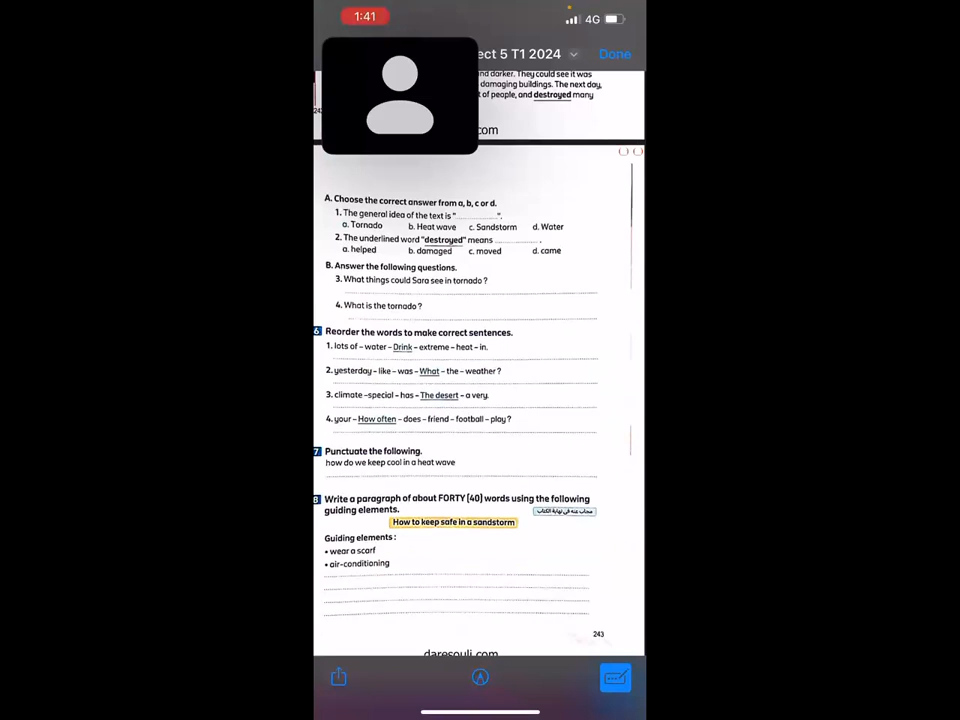 1:41
4G
ect 5 T1 2024
Done
nd darker. They could see it was
damaging buildings. The next day,
t of people, and destroyed many
24
com
A. Choose the correct answer from a, b, c or d.
1. The general idea of the text is "............".
a. Tornado b. Heat wave c. Sandstorm d. Water
2. The underlined word "destroyed" means ............ .
a. helped b. damaged c. moved d. came
B. Answer the following questions.
3. What things could Sara see in tornado?
4. What is the tornado?
6 Reorder the words to make correct sentences.
1. lots of – water – Drink – extreme – heat – in.
2. yesterday – like – was – What – the – weather?
3. climate –special – has – The desert – a very.
4. your – How often – does – friend – football – play?
7 Punctuate the following.
how do we keep cool in a heat wave
8 Write a paragraph of about FORTY [40] words using the following
guiding elements.
مجاب عنه في نهاية الكتاب
How to keep safe in a sandstorm
Guiding elements :
• wear a scarf
• air-conditioning
243
daresouli.com